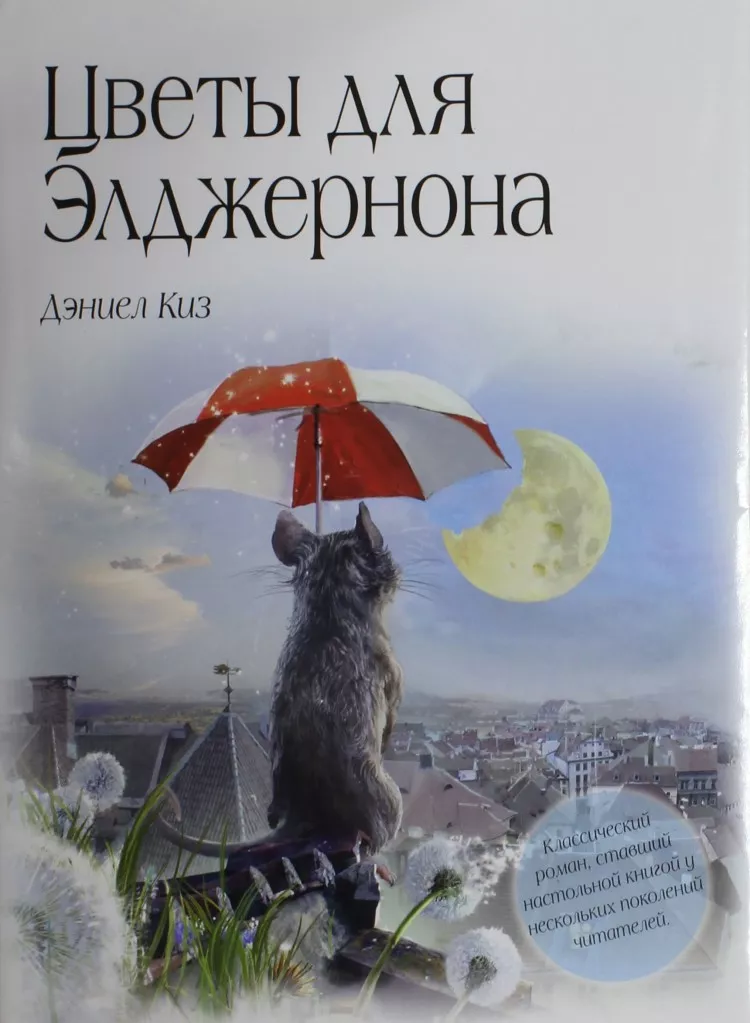 Цветы для
Элджернона
Дэниел Киз
Классический
роман, ставший
настольной книгой у
нескольких поколений
читателей.